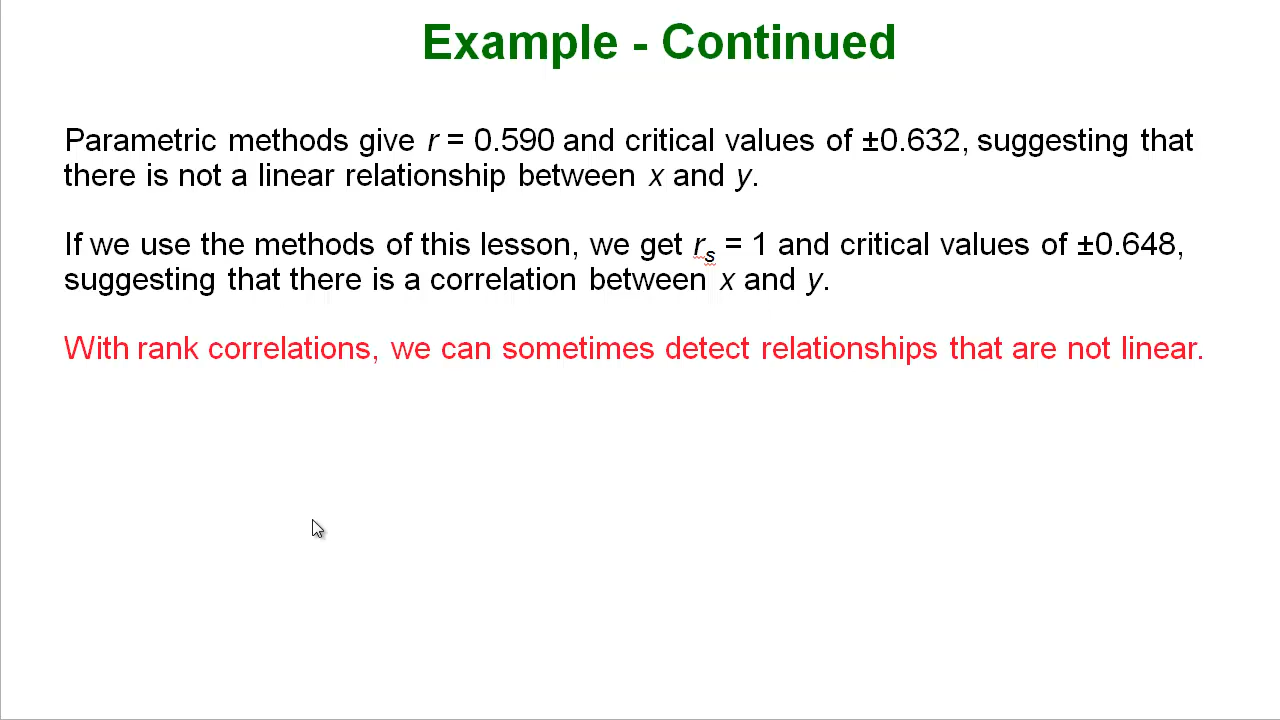 Example - Continued
Parametric methods give r = 0.590 and critical values of ±0.632, suggesting that
there is not a linear relationship between x and y.
If we use the methods of this lesson, we get rs = 1 and critical values of ±0.648,
suggesting that there is a correlation between x and y.
With rank correlations, we can sometimes detect relationships that are not linear.